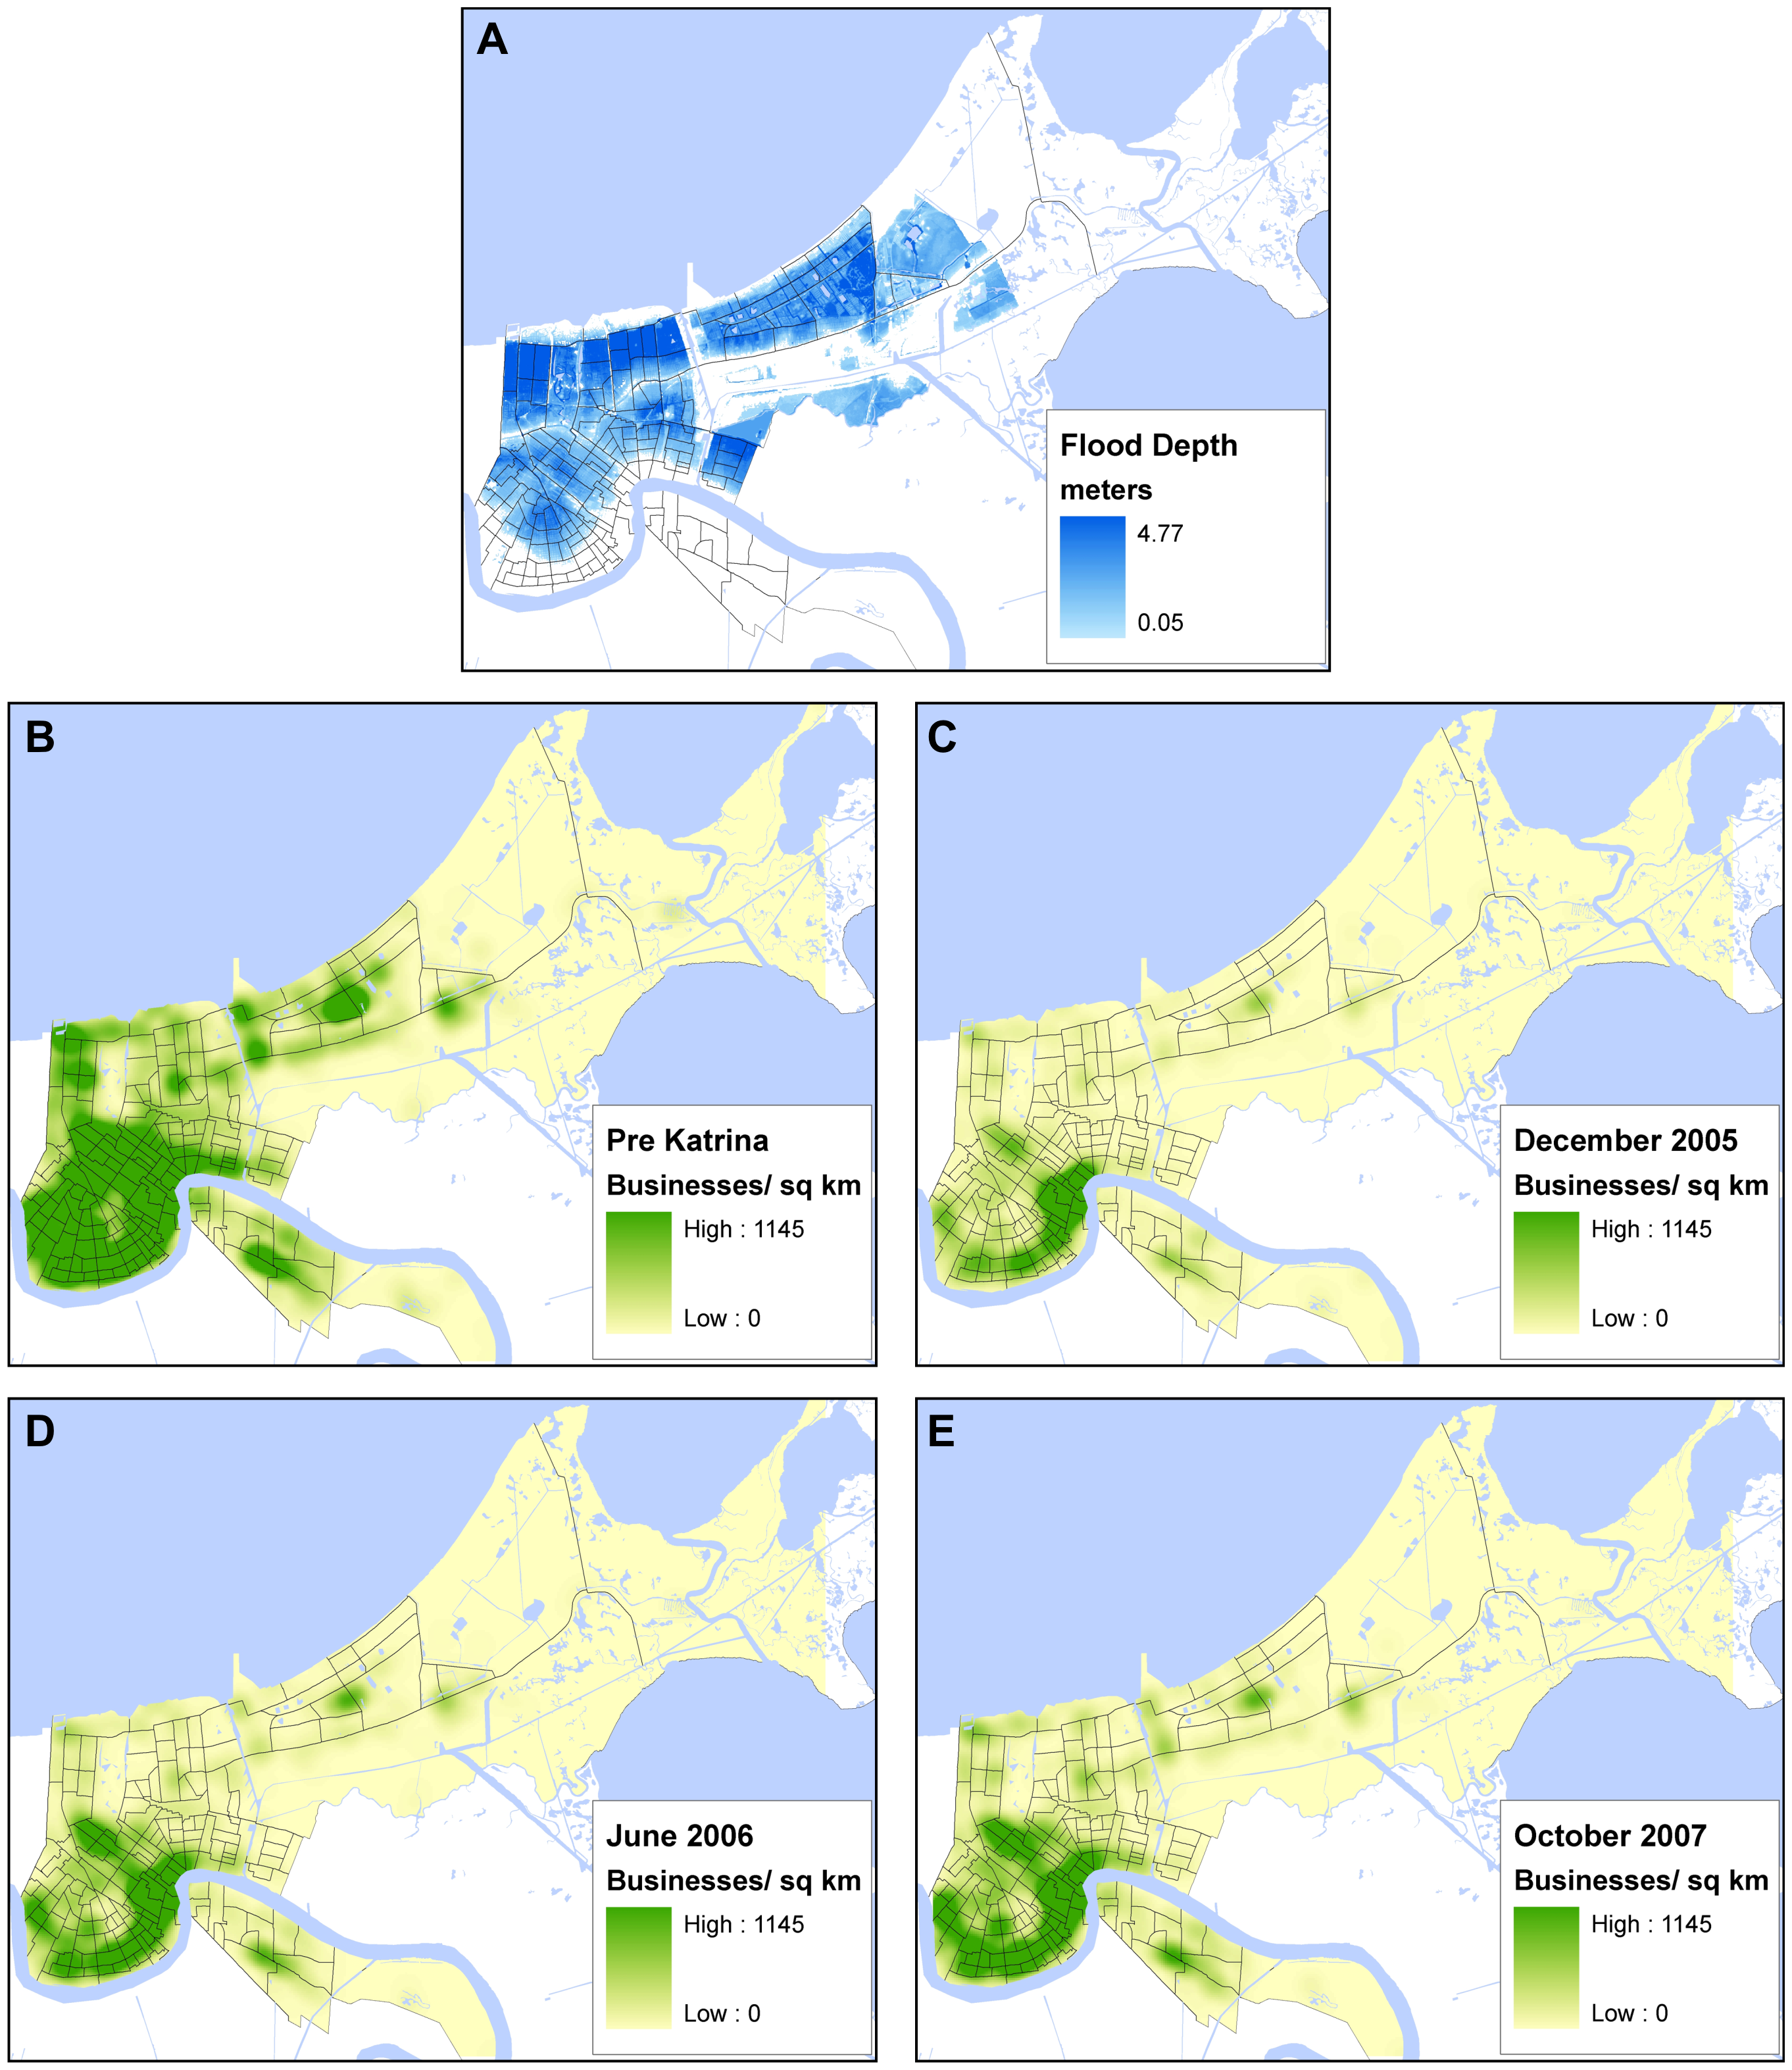 A
Flood Depth
meters
4.77
0.05
B
Pre Katrina
Businesses/ sq km
High : 1145
Low : 0
C
December 2005
Businesses/ sq km
High : 1145
Low : 0
D
June 2006
Businesses/ sq km
High : 1145
Low : 0
E
October 2007
Businesses/ sq km
High : 1145
Low : 0